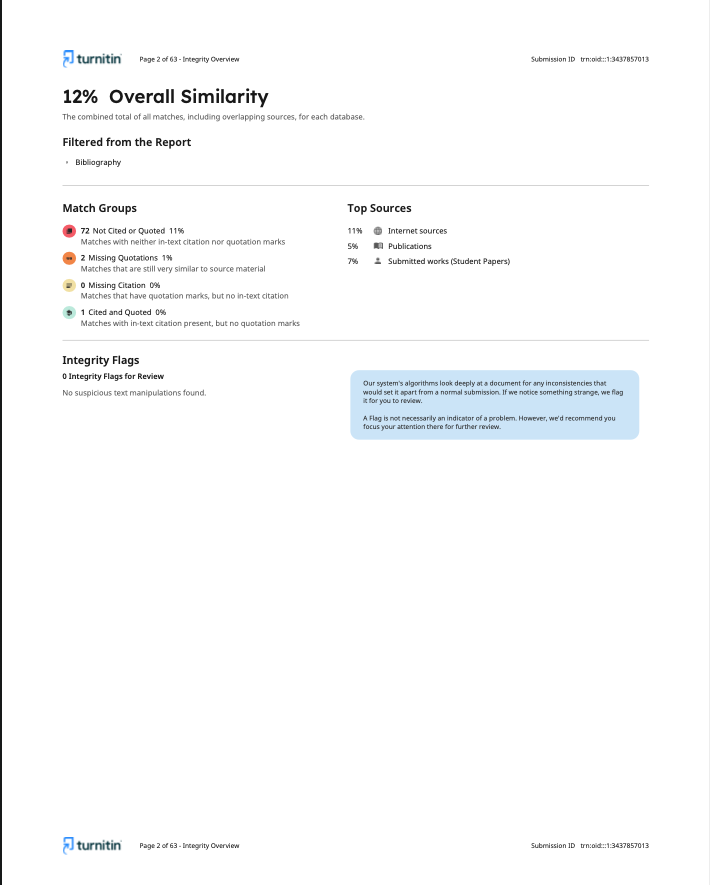 turnitin Page 2 of 63 - Integrity Overview Submission ID trn:oid:::1:3437857013
12% Overall Similarity
The combined total of all matches, including overlapping sources, for each database.
Filtered from the Report
Bibliography
Match Groups
72 Not Cited or Quoted 11%
Matches with neither in-text citation nor quotation marks
2 Missing Quotations 1%
Matches that are still very similar to source material
0 Missing Citation 0%
Matches that have quotation marks, but no in-text citation
1 Cited and Quoted 0%
Matches with in-text citation present, but no quotation marks
Top Sources
11% Internet sources
5% Publications
7% Submitted works (Student Papers)
Integrity Flags
0 Integrity Flags for Review
No suspicious text manipulations found.
Our system's algorithms look deeply at a document for any inconsistencies that
would set it apart from a normal submission. If we notice something strange, we flag
it for you to review.
A Flag is not necessarily an indicator of a problem. However, we'd recommend you
focus your attention there for further review.
turnitin Page 2 of 63 - Integrity Overview Submission ID trn:oid:::1:3437857013